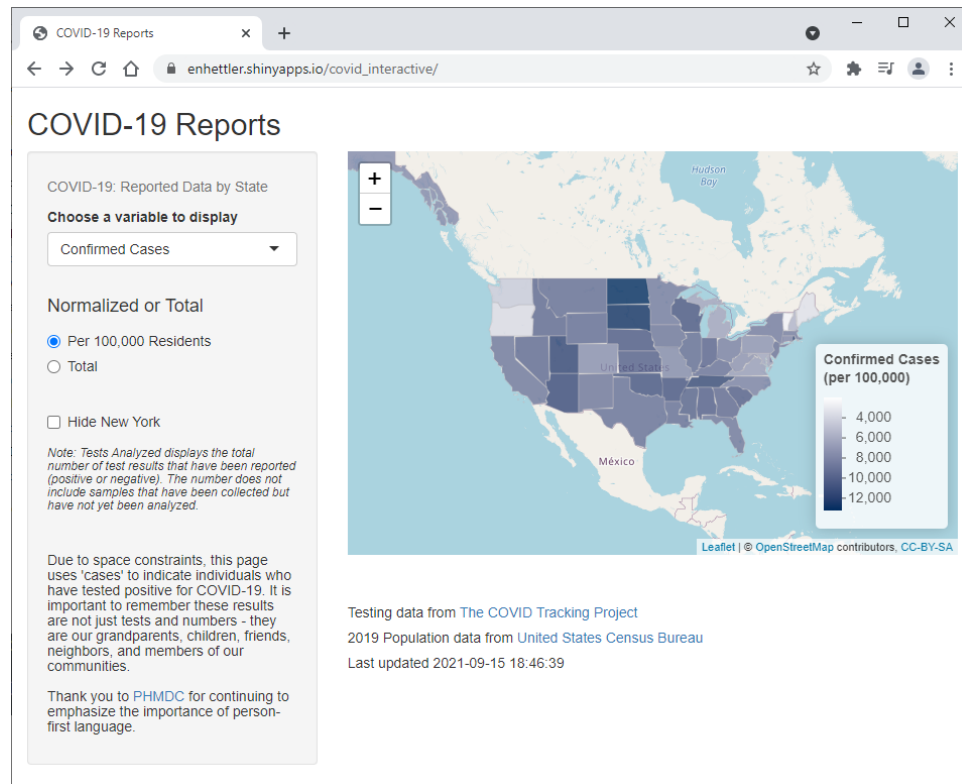 COVID-19 Reports
enhettler.shinyapps.io/covid_interactive/
COVID-19 Reports
COVID-19: Reported Data by State
Choose a variable to display
Confirmed Cases
Normalized or Total
Per 100,000 Residents
Total
Hide New York
Note: Tests Analyzed displays the total
number of test results that have been reported
(positive or negative). The number does not
include samples that have been collected but
have not yet been analyzed.
Due to space constraints, this page
uses 'cases' to indicate individuals who
have tested positive for COVID-19. It is
important to remember these results
are not just tests and numbers - they
are our grandparents, children, friends,
neighbors, and members of our
communities.
Thank you to PHMDC for continuing to
emphasize the importance of person-
first language.
+
−
Hudson
Bay
United States
México
Confirmed Cases
(per 100,000)
4,000
6,000
8,000
10,000
12,000
Leaflet | © OpenStreetMap contributors, CC-BY-SA
Testing data from The COVID Tracking Project
2019 Population data from United States Census Bureau
Last updated 2021-09-15 18:46:39